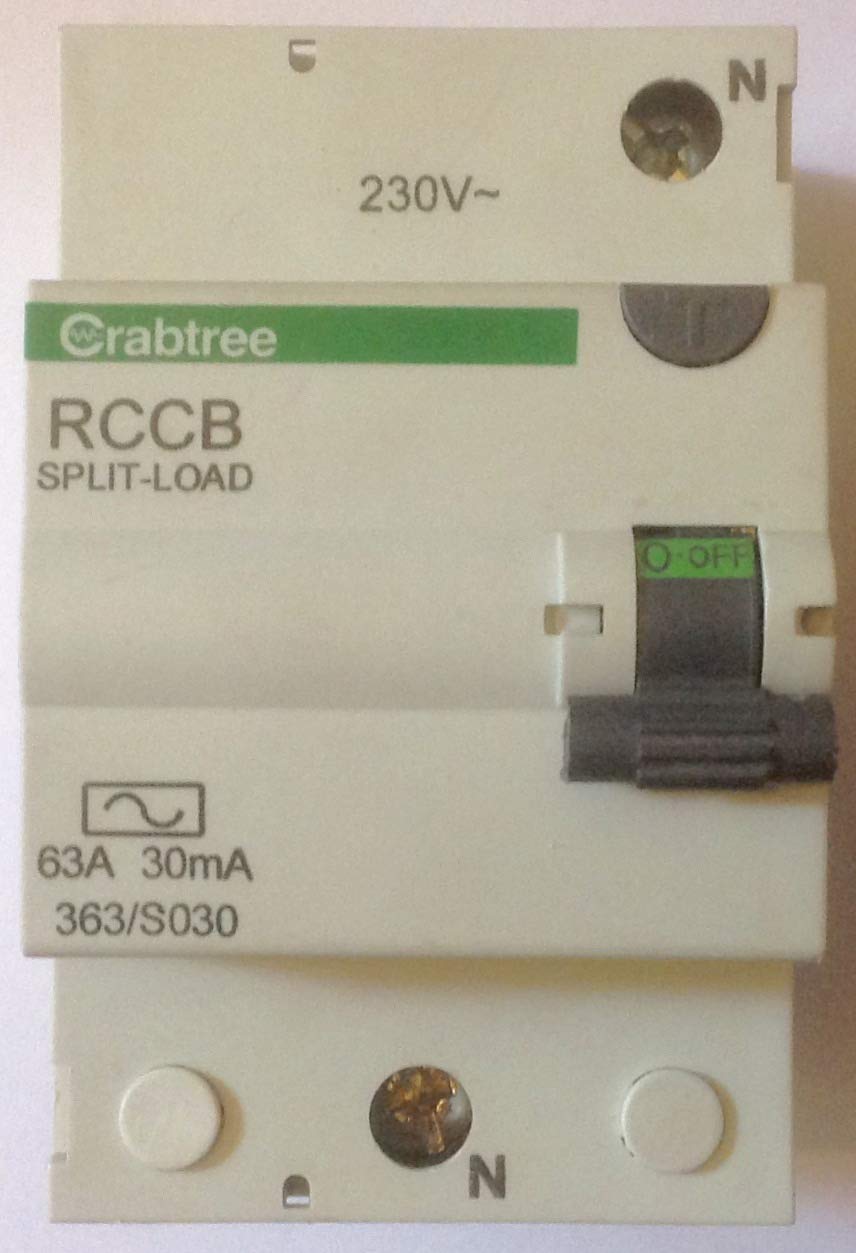 N
230V~
Crabtree
T
RCCB
SPLIT-LOAD
O·OFF
63A 30mA
363/S030
N